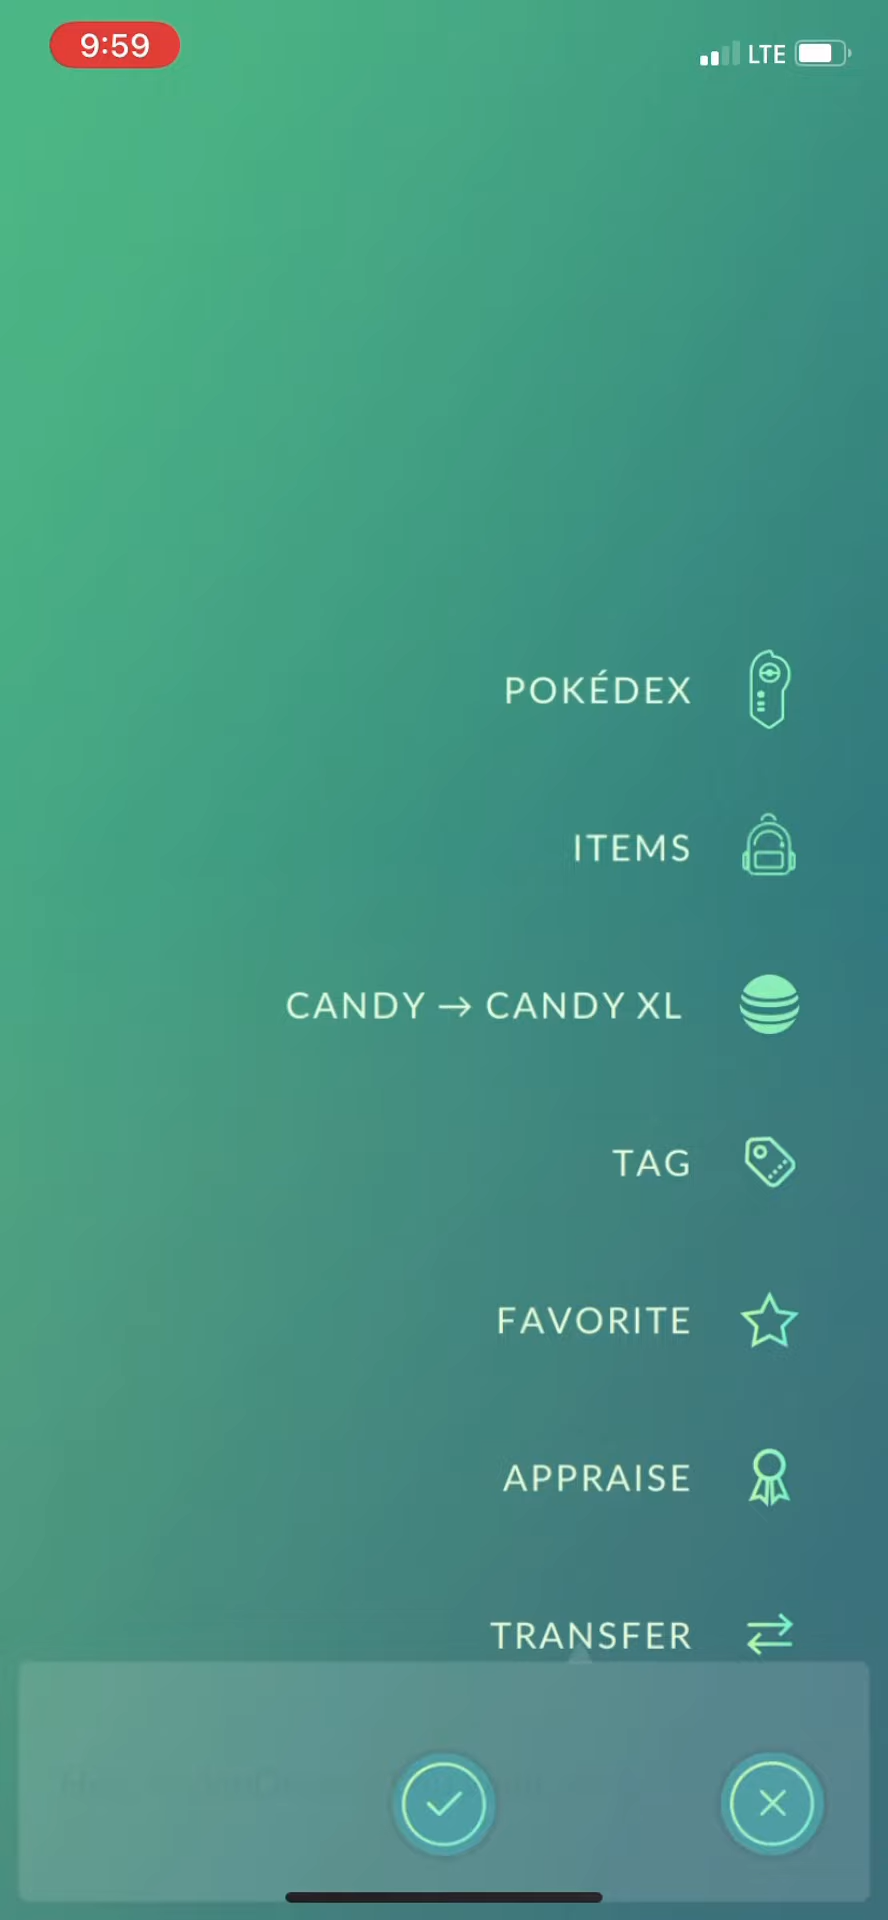 9:59
LTE
POKÉDEX
ITEMS
CANDY → CANDY XL
TAG
FAVORITE
APPRAISE
TRANSFER